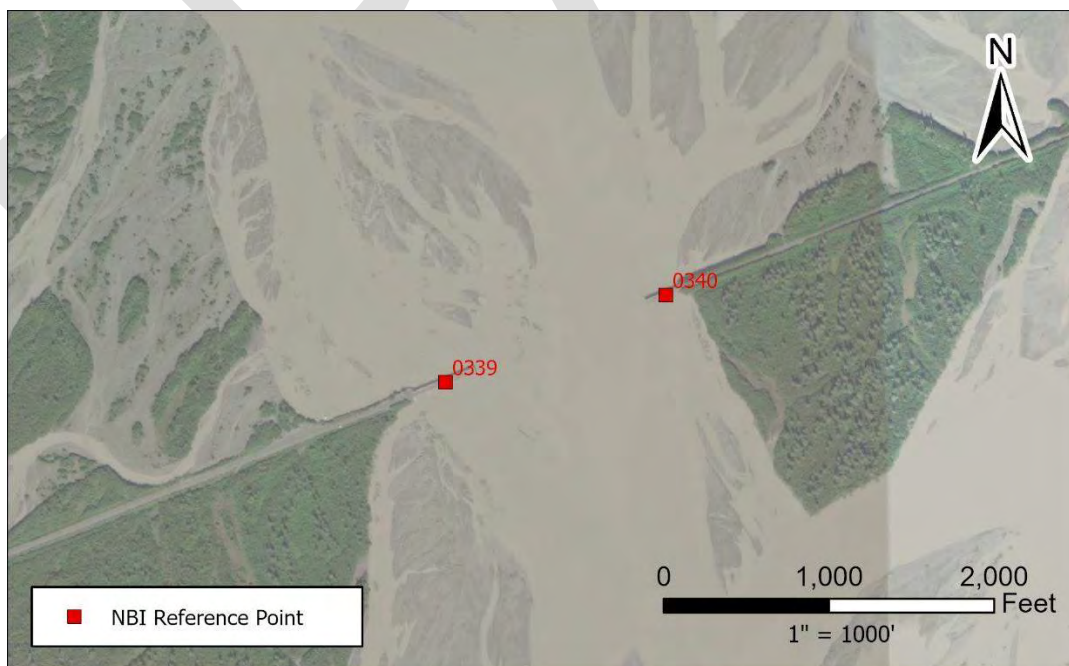 N
0340
0339
0 1,000 2,000
Feet
1" = 1000'
NBI Reference Point